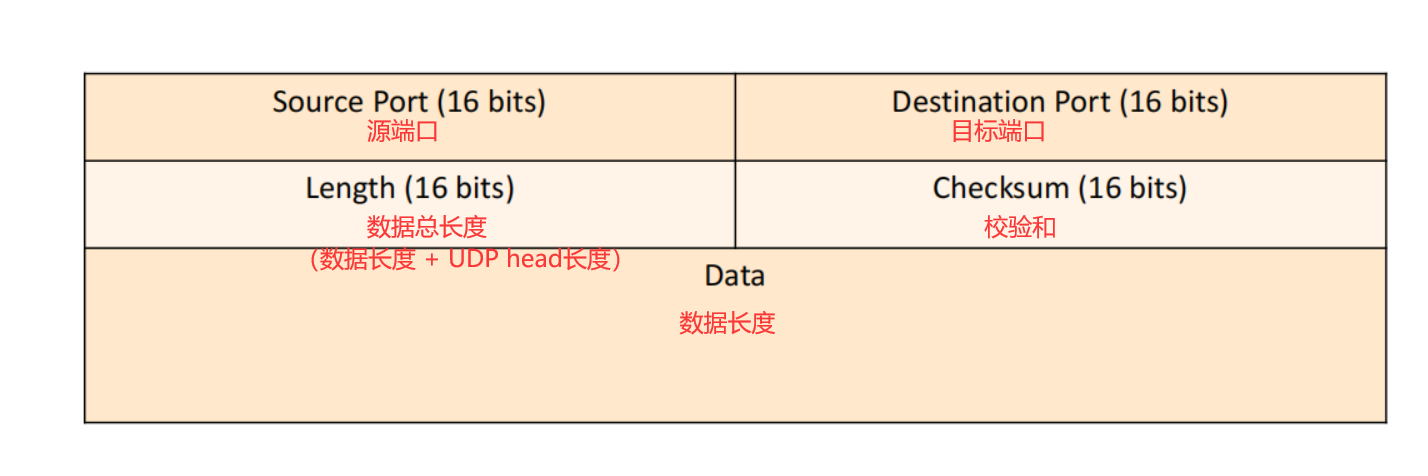 Source Port (16 bits)
源端口
Destination Port (16 bits)
目标端口
Length (16 bits)
数据总长度
(数据长度 + UDP head长度)
Checksum (16 bits)
校验和
Data
数据长度